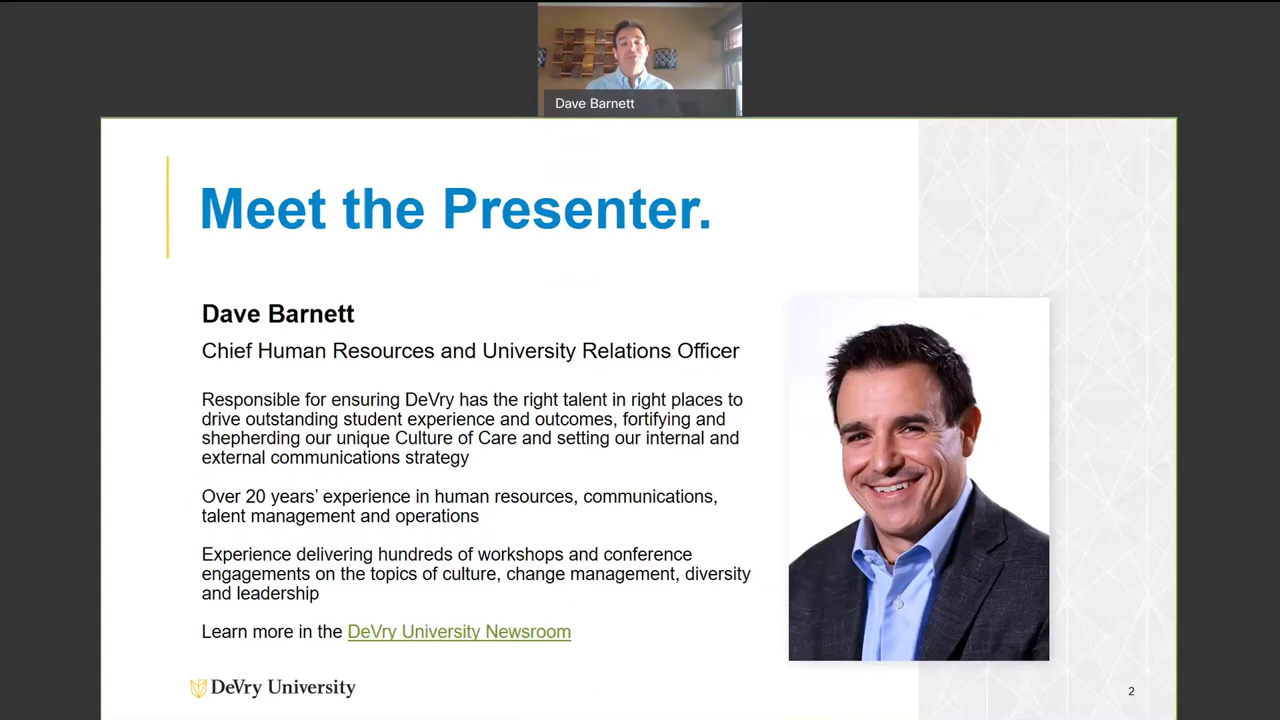 Dave Barnett
Meet the Presenter.
Dave Barnett
Chief Human Resources and University Relations Officer
Responsible for ensuring DeVry has the right talent in right places to
drive outstanding student experience and outcomes, fortifying and
shepherding our unique Culture of Care and setting our internal and
external communications strategy
Over 20 years’ experience in human resources, communications,
talent management and operations
Experience delivering hundreds of workshops and conference
engagements on the topics of culture, change management, diversity
and leadership
Learn more in the DeVry University Newsroom
DeVry University
2